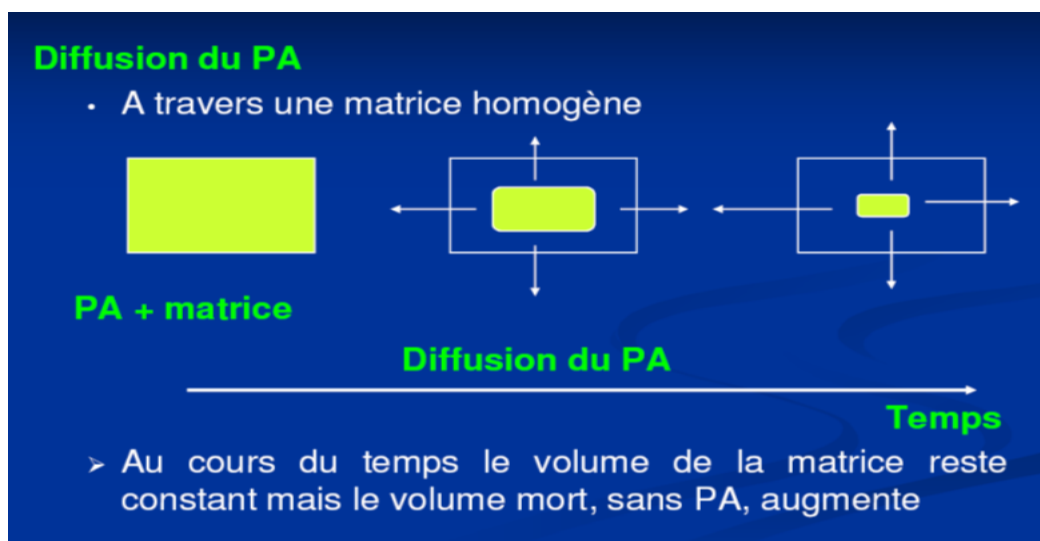 Diffusion du PA
• A travers une matrice homogène
PA + matrice
Diffusion du PA
Temps
➢ Au cours du temps le volume de la matrice reste
constant mais le volume mort, sans PA, augmente